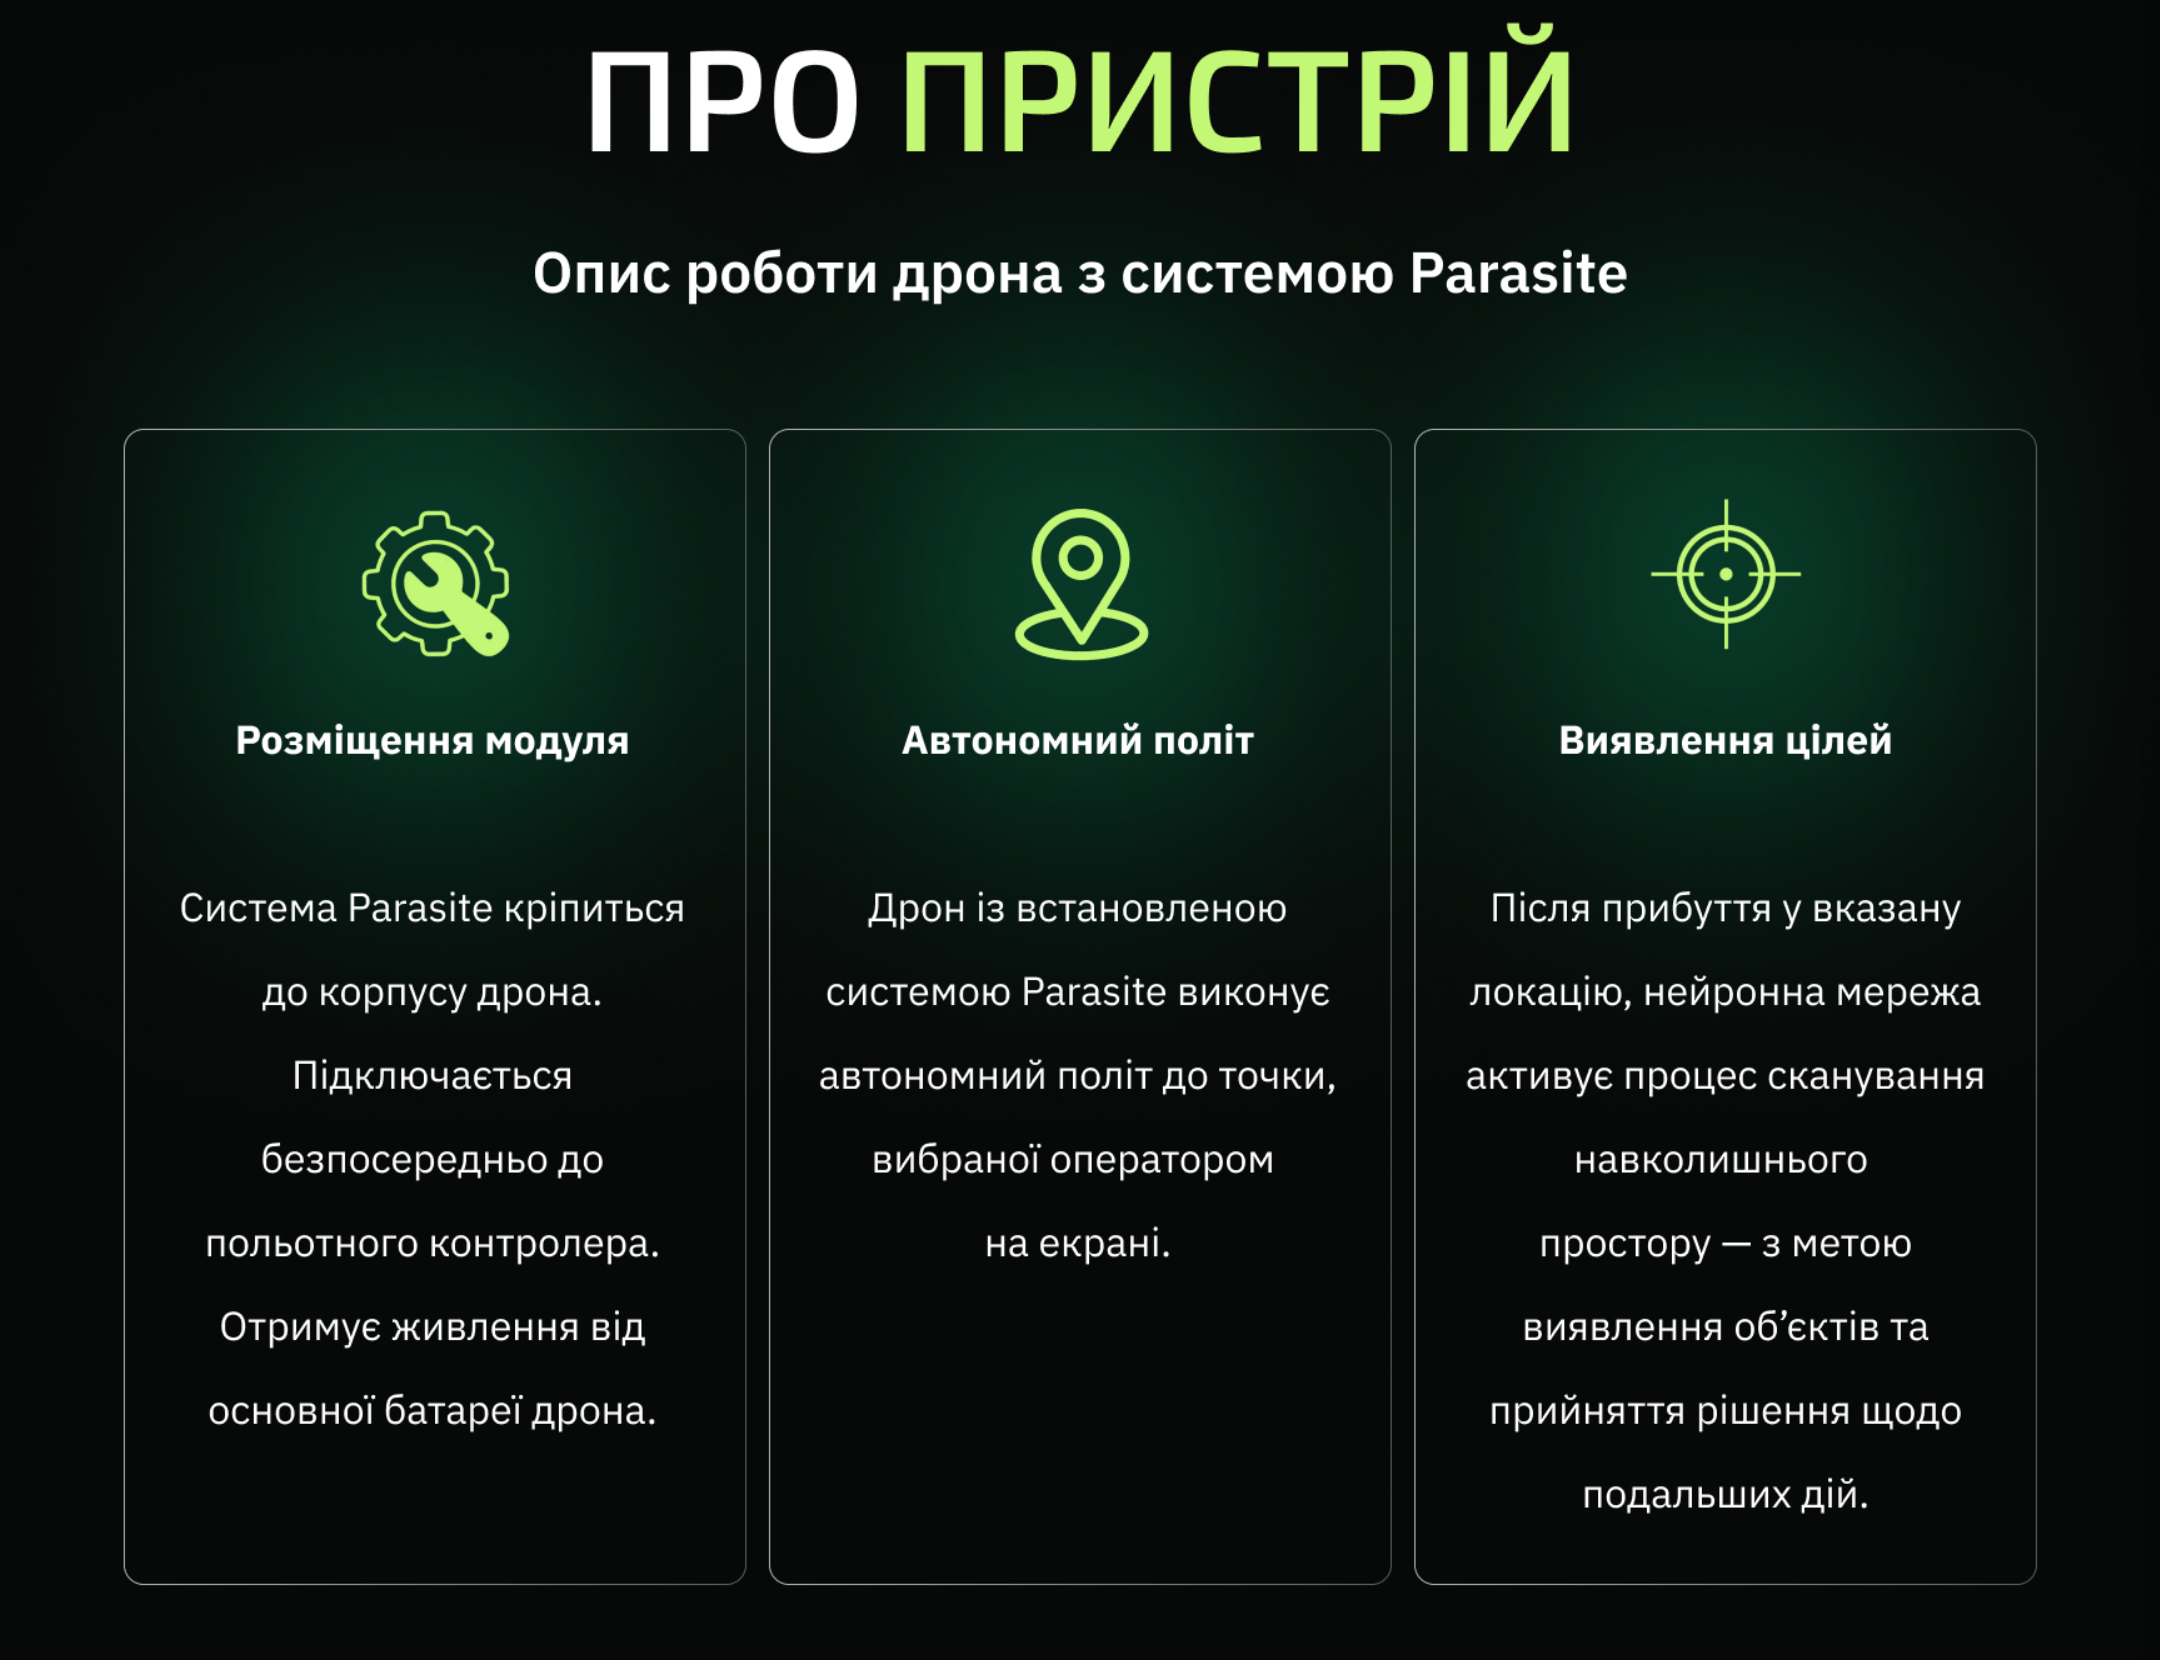 ПРО ПРИСТРІЙ
Опис роботи дрона з системою Parasite
Розміщення модуля
Система Parasite кріпиться
до корпусу дрона.
Підключається
безпосередньо до
польотного контролера.
Отримує живлення від
основної батареї дрона.
Автономний політ
Дрон із встановленою
системою Parasite виконує
автономний політ до точки,
вибраної оператором
на екрані.
Виявлення цілей
Після прибуття у вказану
локацію, нейронна мережа
активує процес сканування
навколишнього
простору — з метою
виявлення об’єктів та
прийняття рішення щодо
подальших дій.